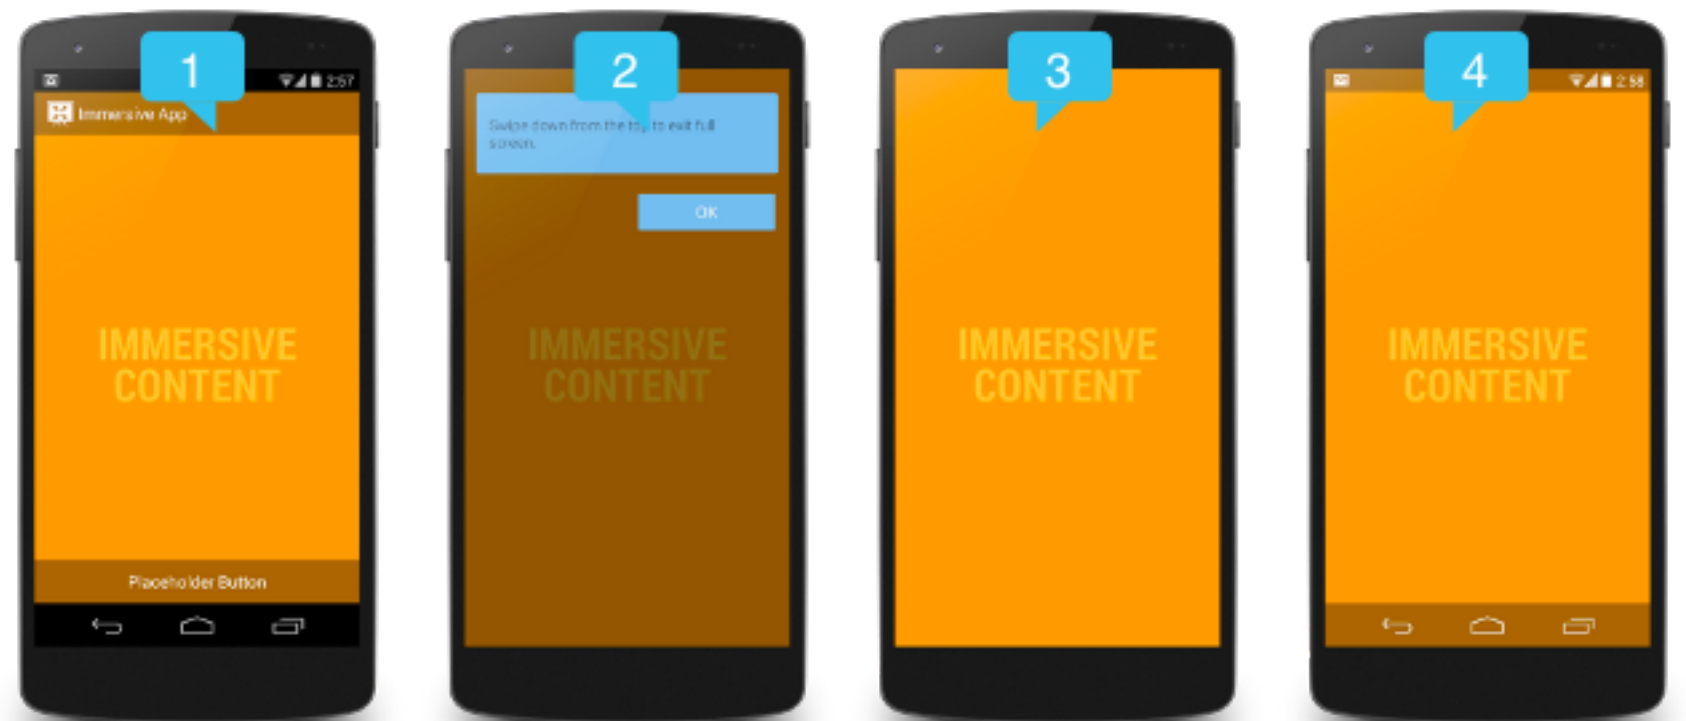 1
2:57
Immersive App
IMMERSIVE
CONTENT
Placeholder Button
2
Swipe down from the top to exit full
screen.
OK
IMMERSIVE
CONTENT
3
IMMERSIVE
CONTENT
4
2:58
IMMERSIVE
CONTENT